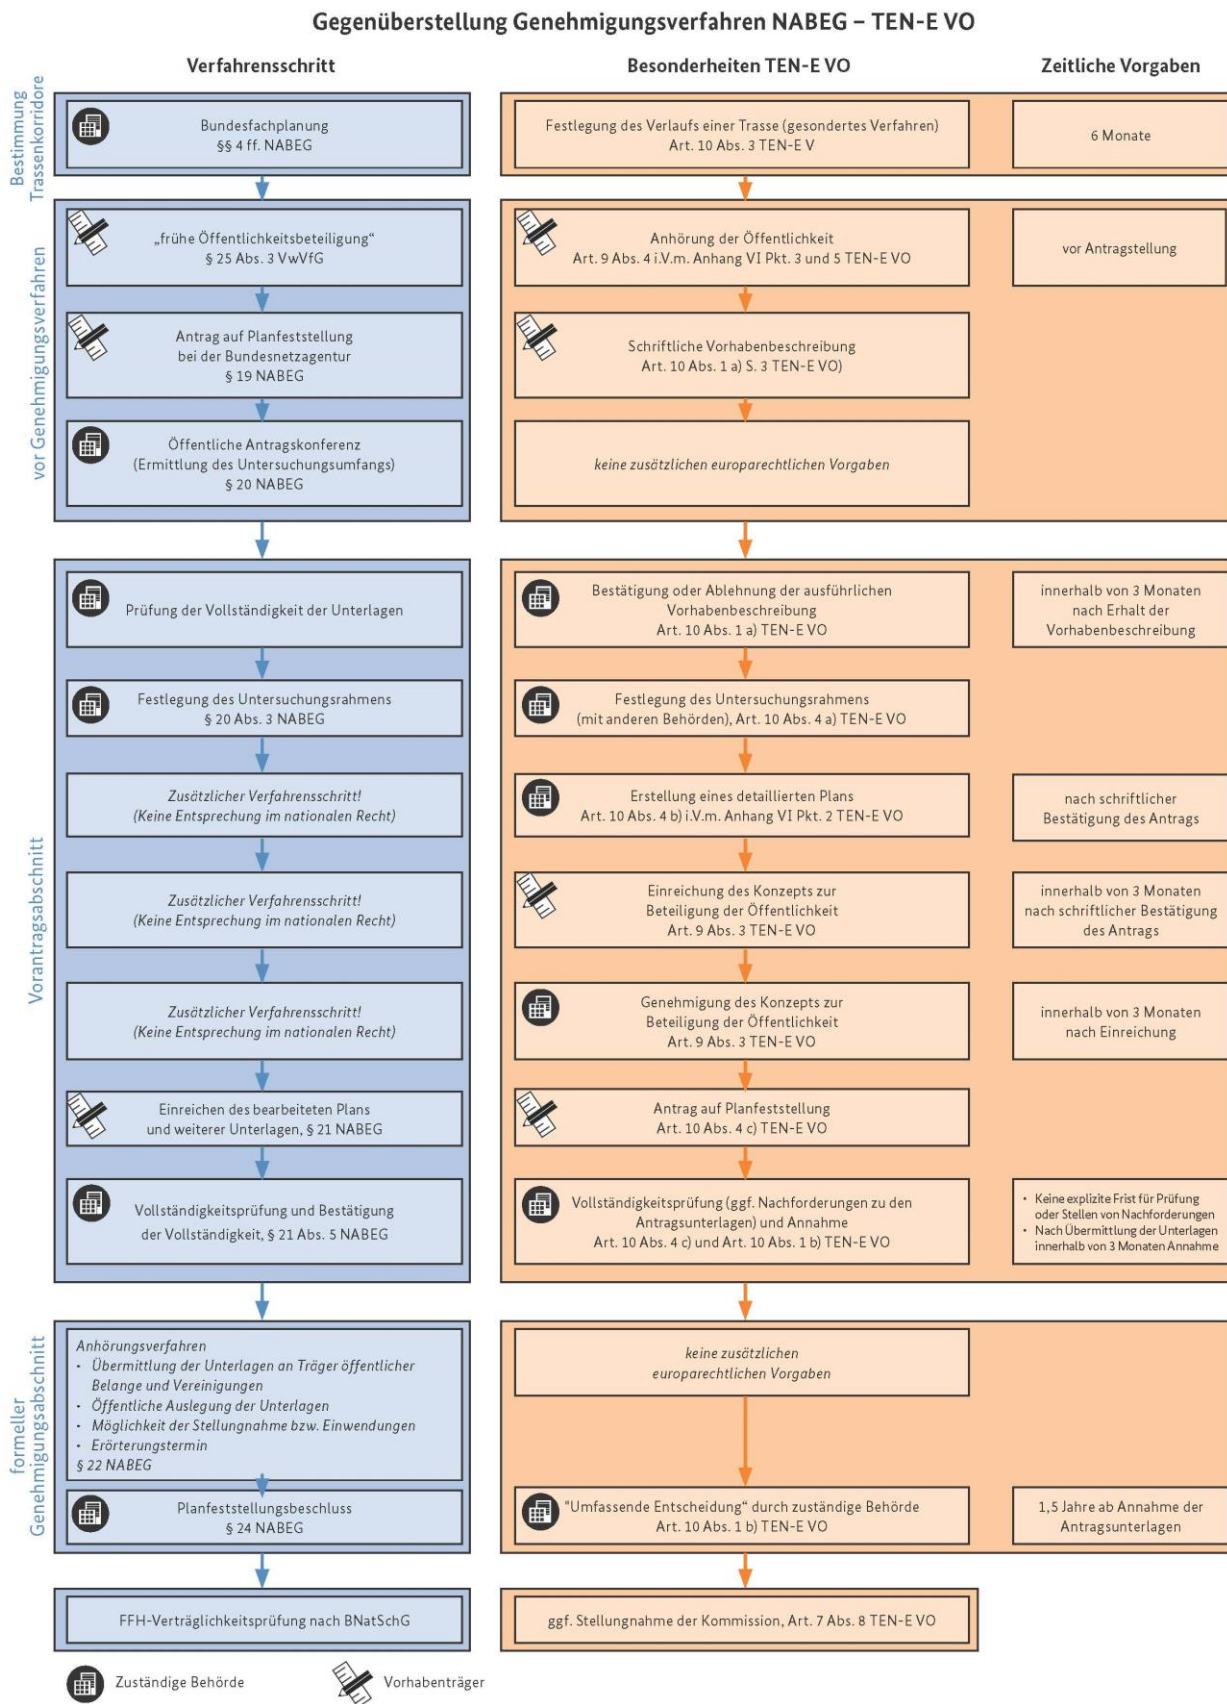 Gegenüberstellung Genehmigungsverfahren NABEG – TEN-E VO
Verfahrensschritt
Besonderheiten TEN-E VO
Zeitliche Vorgaben
Bestimmung
Trassenkorridore
Bundesfachplanung
§§ 4 ff. NABEG
Festlegung des Verlaufs einer Trasse (gesondertes Verfahren)
Art. 10 Abs. 3 TEN-E V
6 Monate
vor Genehmigungsverfahren
„frühe Öffentlichkeitsbeteiligung“
§ 25 Abs. 3 VwVfG
Anhörung der Öffentlichkeit
Art. 9 Abs. 4 i.V.m. Anhang VI Pkt. 3 und 5 TEN-E VO
vor Antragstellung
Antrag auf Planfeststellung
bei der Bundesnetzagentur
§ 19 NABEG
Schriftliche Vorhabenbeschreibung
Art. 10 Abs. 1 a) S. 3 TEN-E VO)
Öffentliche Antragskonferenz
(Ermittlung des Untersuchungsumfangs)
§ 20 NABEG
keine zusätzlichen europarechtlichen Vorgaben
Vorantragsabschnitt
Prüfung der Vollständigkeit der Unterlagen
Bestätigung oder Ablehnung der ausführlichen
Vorhabenbeschreibung
Art. 10 Abs. 1 a) TEN-E VO
innerhalb von 3 Monaten
nach Erhalt der
Vorhabenbeschreibung
Festlegung des Untersuchungsrahmens
§ 20 Abs. 3 NABEG
Festlegung des Untersuchungsrahmens
(mit anderen Behörden), Art. 10 Abs. 4 a) TEN-E VO
Zusätzlicher Verfahrensschritt!
(Keine Entsprechung im nationalen Recht)
Erstellung eines detaillierten Plans
Art. 10 Abs. 4 b) i.V.m. Anhang VI Pkt. 2 TEN-E VO
nach schriftlicher
Bestätigung des Antrags
Zusätzlicher Verfahrensschritt!
(Keine Entsprechung im nationalen Recht)
Einreichung des Konzepts zur
Beteiligung der Öffentlichkeit
Art. 9 Abs. 3 TEN-E VO
innerhalb von 3 Monaten
nach schriftlicher Bestätigung
des Antrags
Zusätzlicher Verfahrensschritt!
(Keine Entsprechung im nationalen Recht)
Genehmigung des Konzepts zur
Beteiligung der Öffentlichkeit
Art. 9 Abs. 3 TEN-E VO
innerhalb von 3 Monaten
nach Einreichung
Einreichen des bearbeiteten Plans
und weiterer Unterlagen, § 21 NABEG
Antrag auf Planfeststellung
Art. 10 Abs. 4 c) TEN-E VO
Vollständigkeitsprüfung und Bestätigung
der Vollständigkeit, § 21 Abs. 5 NABEG
Vollständigkeitsprüfung (ggf. Nachforderungen zu den
Antragsunterlagen) und Annahme
Art. 10 Abs. 4 c) und Art. 10 Abs. 1 b) TEN-E VO
• Keine explizite Frist für Prüfung
oder Stellen von Nachforderungen
• Nach Übermittlung der Unterlagen
innerhalb von 3 Monaten Annahme
formeller
Genehmigungsabschnitt
Anhörungsverfahren
• Übermittlung der Unterlagen an Träger öffentlicher
Belange und Vereinigungen
• Öffentliche Auslegung der Unterlagen
• Möglichkeit der Stellungnahme bzw. Einwendungen
• Erörterungstermin
§ 22 NABEG
keine zusätzlichen
europarechtlichen Vorgaben
Planfeststellungsbeschluss
§ 24 NABEG
"Umfassende Entscheidung“ durch zuständige Behörde
Art. 10 Abs. 1 b) TEN-E VO
1,5 Jahre ab Annahme der
Antragsunterlagen
FFH-Verträglichkeitsprüfung nach BNatSchG
ggf. Stellungnahme der Kommission, Art. 7 Abs. 8 TEN-E VO
Zuständige Behörde
Vorhabenträger